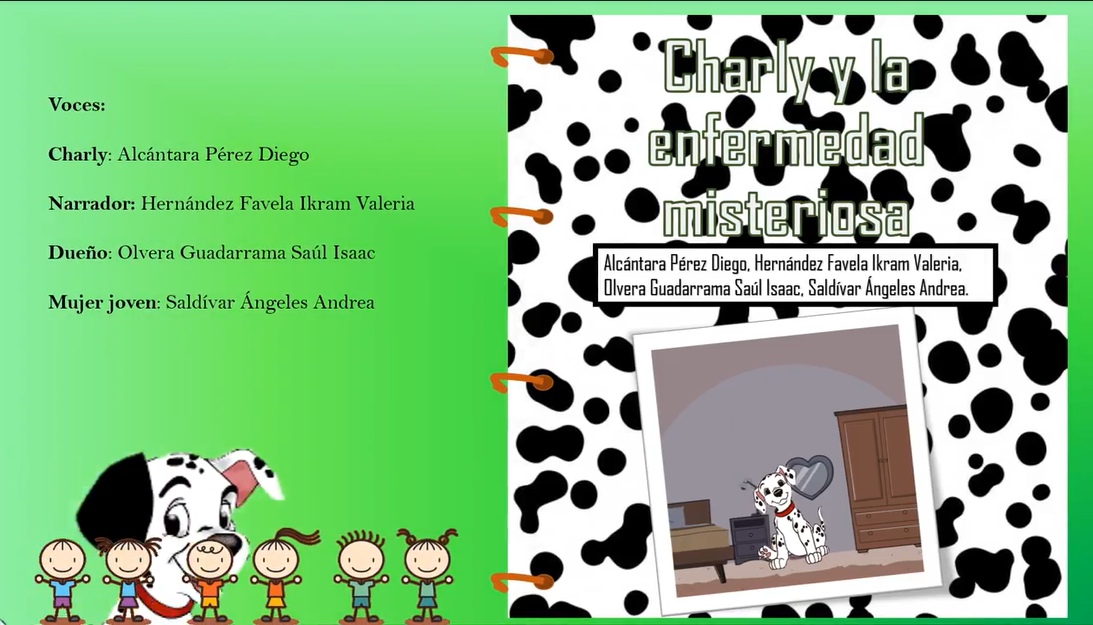 Voces:
Charly: Alcántara Pérez Diego
Narrador: Hernández Favela Ikram Valeria
Dueño: Olvera Guadarrama Saúl Isaac
Mujer joven: Saldívar Ángeles Andrea
Charly y la
enfermedad
misteriosa
Alcántara Pérez Diego, Hernández Favela Ikram Valeria,
Olvera Guadarrama Saúl Isaac, Saldívar Ángeles Andrea.